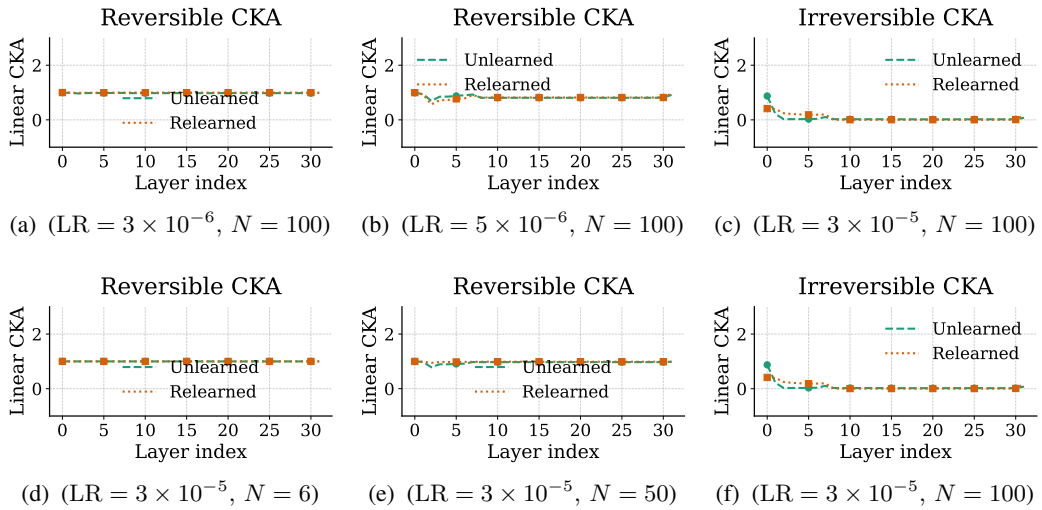 Reversible CKA
Linear CKA
2
0
Unlearned
Relearned
0 5 10 15 20 25 30
Layer index
(a) (LR = 3 × 10⁻⁶, N = 100)
Reversible CKA
Linear CKA
2
0
Unlearned
Relearned
0 5 10 15 20 25 30
Layer index
(b) (LR = 5 × 10⁻⁶, N = 100)
Irreversible CKA
Linear CKA
2
0
Unlearned
Relearned
0 5 10 15 20 25 30
Layer index
(c) (LR = 3 × 10⁻⁵, N = 100)
Reversible CKA
Linear CKA
2
0
Unlearned
Relearned
0 5 10 15 20 25 30
Layer index
(d) (LR = 3 × 10⁻⁵, N = 6)
Reversible CKA
Linear CKA
2
0
Unlearned
Relearned
0 5 10 15 20 25 30
Layer index
(e) (LR = 3 × 10⁻⁵, N = 50)
Irreversible CKA
Linear CKA
2
0
Unlearned
Relearned
0 5 10 15 20 25 30
Layer index
(f) (LR = 3 × 10⁻⁵, N = 100)